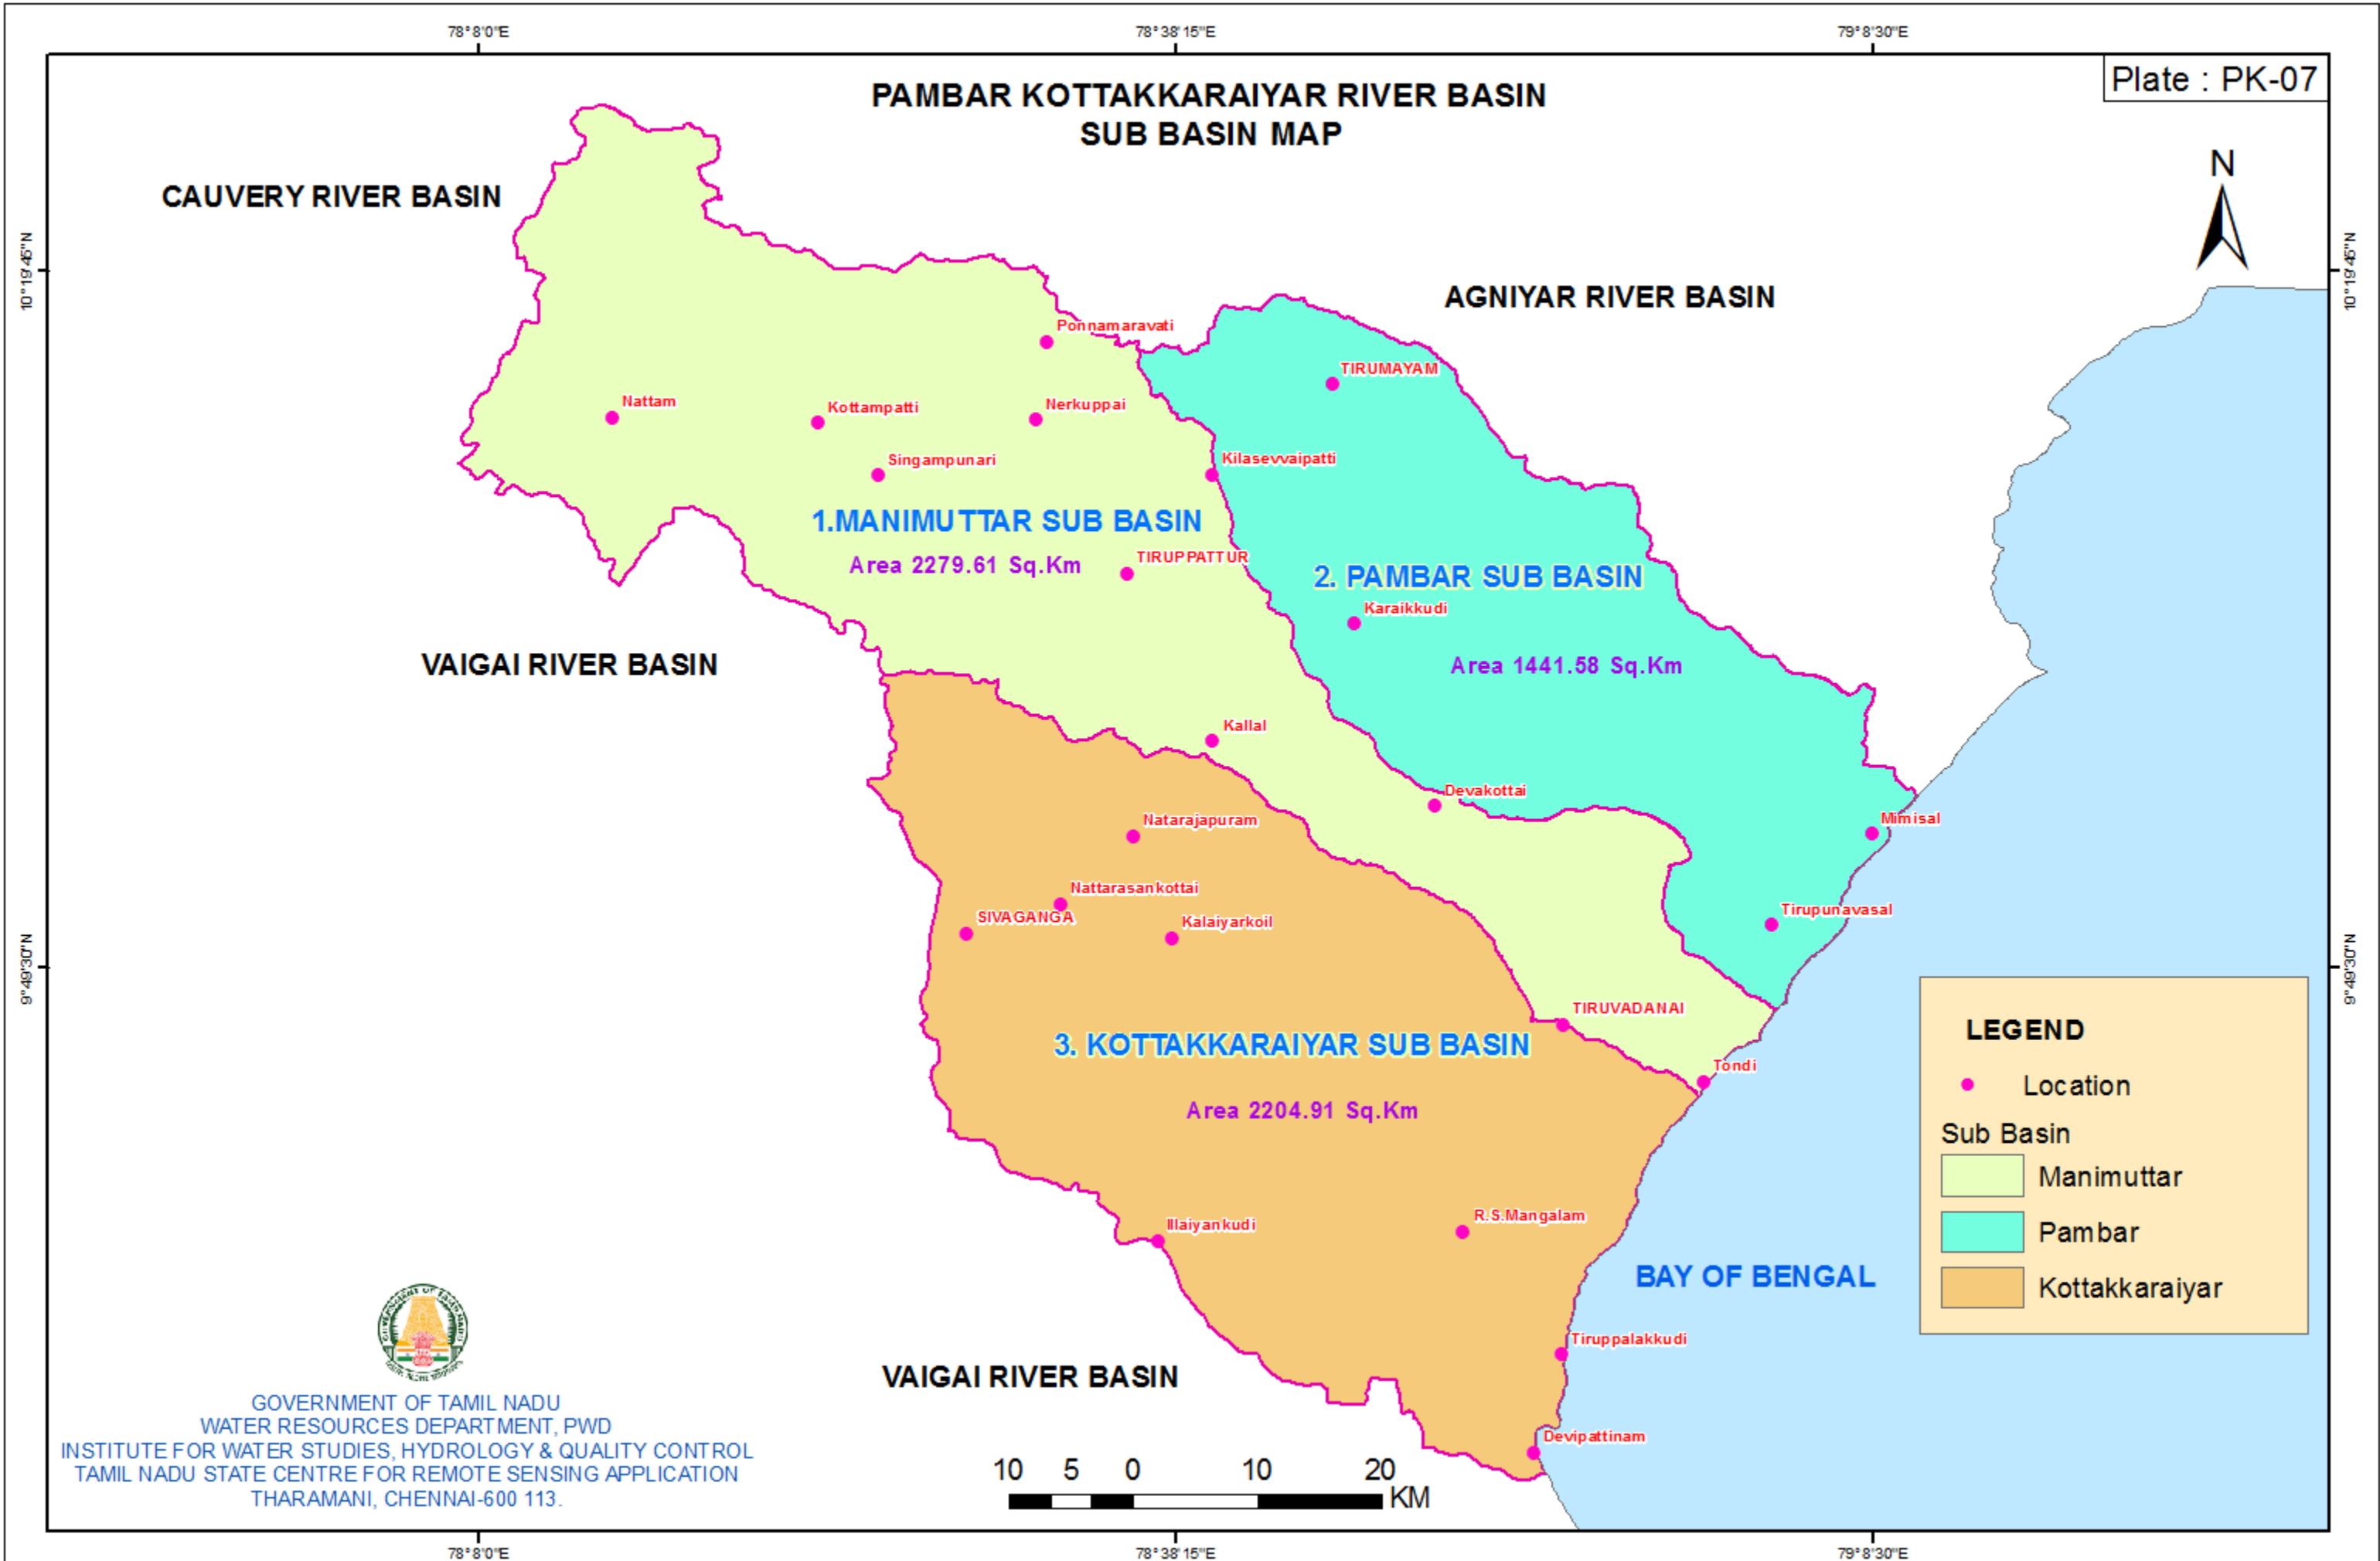 78°8'0"E
78°38'15"E
79°8'30"E
Plate : PK-07
PAMBAR KOTTAKKARAIYAR RIVER BASIN
SUB BASIN MAP
N
CAUVERY RIVER BASIN
10°19'45"N
10°19'45"N
AGNIYAR RIVER BASIN
Ponnamaravati
TIRUMAYAM
Nattam
Kottampatti
Nerkuppai
Singampunari
Kilasevvaipatti
1.MANIMUTTAR SUB BASIN
Area 2279.61 Sq.Km
TIRUPPATTUR
2. PAMBAR SUB BASIN
Karaikkudi
VAIGAI RIVER BASIN
Area 1441.58 Sq.Km
Kallal
Devakottai
Natarajapuram
Mimisal
Nattarasankottai
SIVAGANGA
Kalaiyarkoil
Tirupunavasal
9°49'30"N
9°49'30"N
TIRUVADANAI
3. KOTTAKKARAIYAR SUB BASIN
Tondi
Area 2204.91 Sq.Km
LEGEND
Location
Sub Basin
Manimuttar
Pambar
Kottakkaraiyar
Illaiyankudi
R.S.Mangalam
BAY OF BENGAL
Tiruppalakkudi
VAIGAI RIVER BASIN
Devipattinam
GOVERNMENT OF TAMIL NADU
WATER RESOURCES DEPARTMENT, PWD
INSTITUTE FOR WATER STUDIES, HYDROLOGY & QUALITY CONTROL
TAMIL NADU STATE CENTRE FOR REMOTE SENSING APPLICATION
THARAMANI, CHENNAI-600 113.
10 5 0 10 20
KM
78°8'0"E
78°38'15"E
79°8'30"E